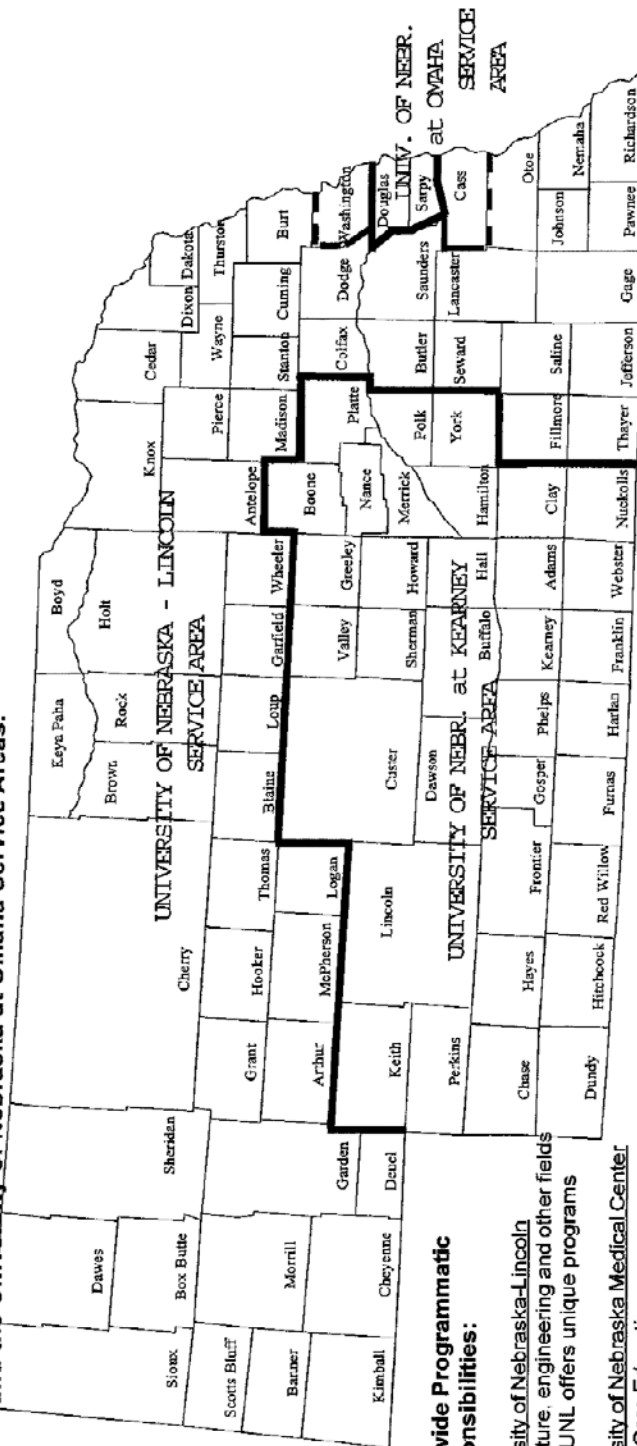 and the University of Nebraska at Omaha Service Areas:
Keya Paha
Boyd
Knox
Cedar
Dixon
Dakota
Dawes
Sheridan
Cherry
Brown
Rock
Holt
Pierce
Wayne
Thurston
Sioux
Box Butte
UNIVERSITY OF NEBRASKA - LINCOLN
SERVICE AREA
Antelope
Madison
Stanton
Cuming
Burt
Grant
Hooker
Thomas
Blaine
Loup
Garfield
Wheeler
Scotts Bluff
Banner
Morrill
Garden
Arthur
McPherson
Logan
Boone
Platte
Colfax
Dodge
Washington
Custer
Valley
Greeley
Nance
Kimball
Cheyenne
Deuel
Keith
Lincoln
Sherman
Howard
Merrick
Polk
Butler
Saunders
Douglas
Sarpy
UNIV. OF NEBR.
at OMAHA
SERVICE
AREA
Perkins
Dawson
Buffalo
Hall
Hamilton
York
Seward
Lancaster
Cass
UNIVERSITY OF NEBR. at KEARNEY
SERVICE AREA
Otoe
Chase
Hayes
Frontier
Gosper
Phelps
Kearney
Adams
Clay
Fillmore
Saline
Johnson
Nemaha
Dundy
Hitchcock
Red Willow
Furnas
Harlan
Franklin
Webster
Nuckolls
Thayer
Jefferson
Gage
Pawnee
Richardson
wide Programmatic
onsibilities:
sity of Nebraska-Lincoln
ture, engineering and other fields
UNL offers unique programs
sity of Nebraska Medical Center